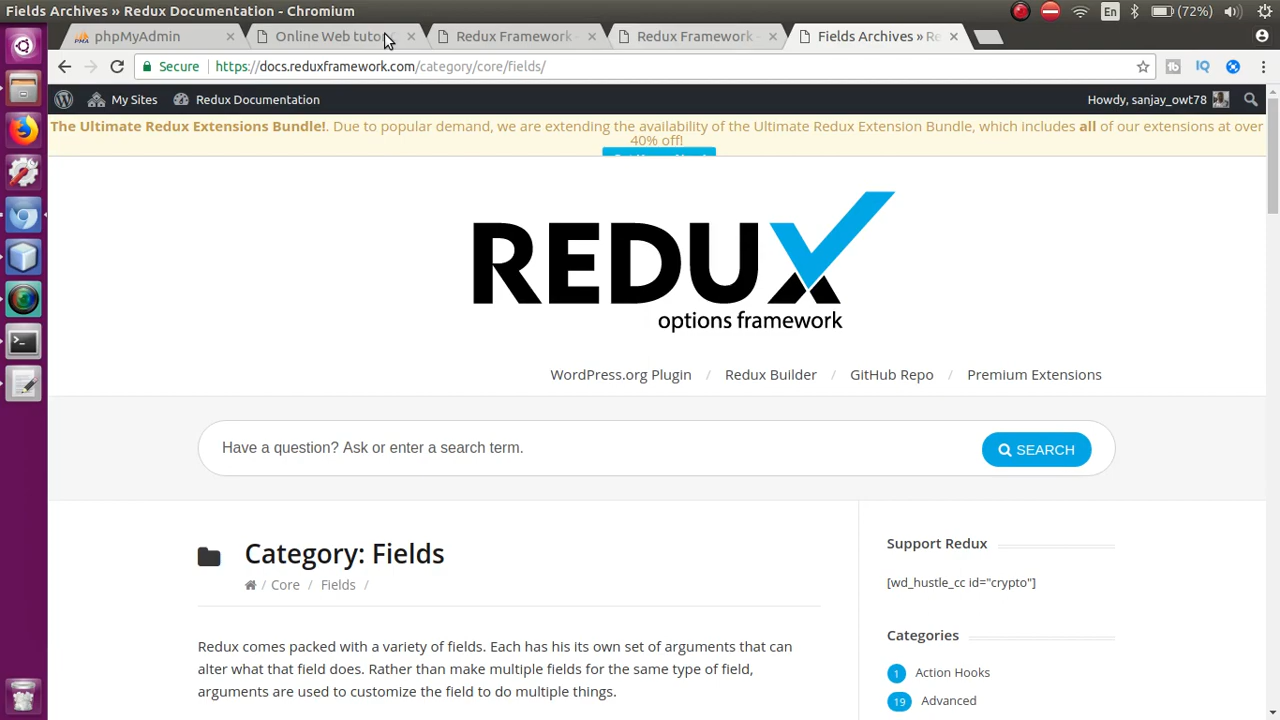 Fields Archives » Redux Documentation - Chromium
En
(72%)
phpMyAdmin
Online Web tutor
Redux Framework
Redux Framework
Fields Archives » Re
Secure
https://docs.reduxframework.com/category/core/fields/
My Sites
Redux Documentation
Howdy, sanjay_owt78
The Ultimate Redux Extensions Bundle!. Due to popular demand, we are extending the availability of the Ultimate Redux Extension Bundle, which includes all of our extensions at over
40% off!
REDUX
options framework
WordPress.org Plugin / Redux Builder / GitHub Repo / Premium Extensions
Have a question? Ask or enter a search term.
SEARCH
Category: Fields
/ Core / Fields /
Redux comes packed with a variety of fields. Each has his its own set of arguments that can
alter what that field does. Rather than make multiple fields for the same type of field,
arguments are used to customize the field to do multiple things.
Support Redux
[wd_hustle_cc id="crypto"]
Categories
1 Action Hooks
19 Advanced